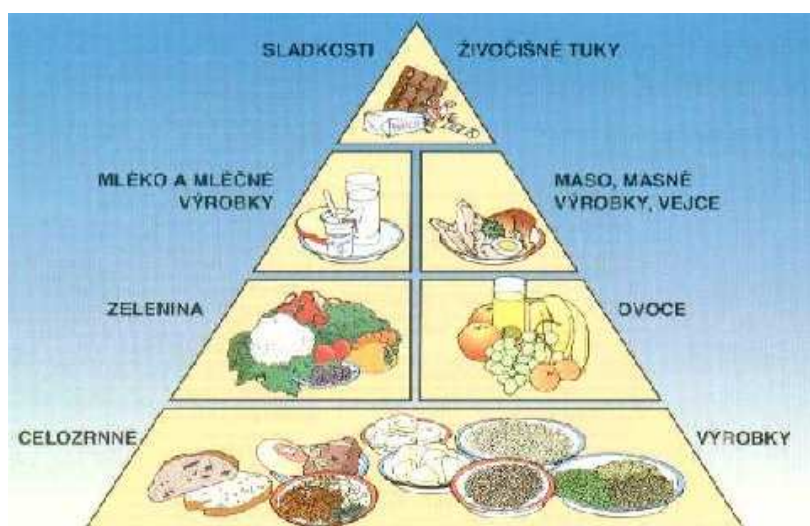 SLADKOSTI
ŽIVOČIŠNÉ TUKY
MLÉKO A MLÉČNÉ
VÝROBKY
MASO, MASNÉ
VÝROBKY, VEJCE
ZELENINA
OVOCE
CELOZRNNÉ
VÝROBKY